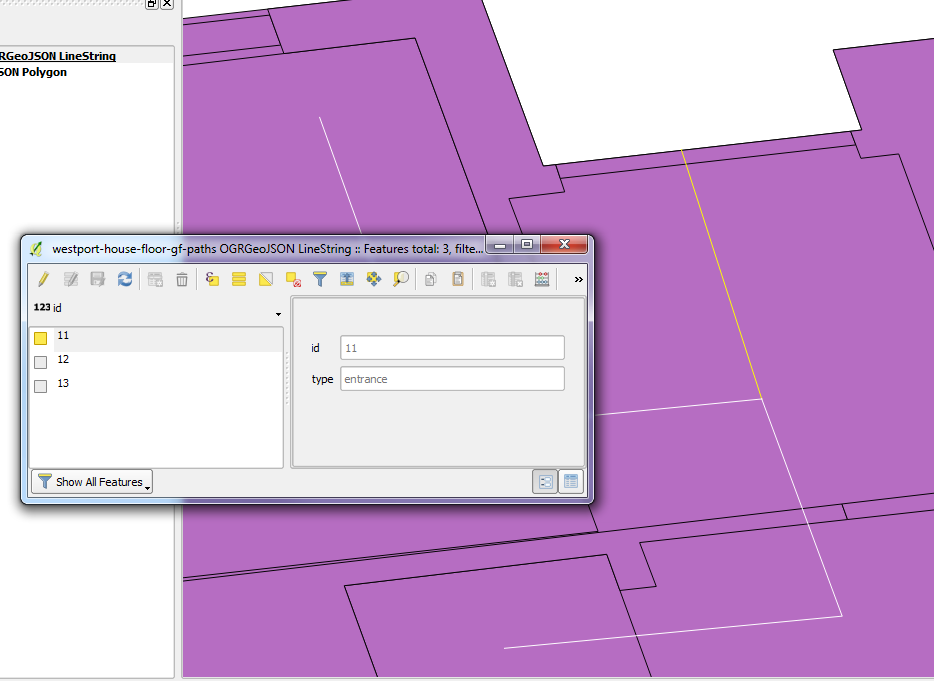 RGeoJSON LineString
SON Polygon
westport-house-floor-gf-paths OGRGeoJSON LineString :: Features total: 3, filte...
123 id
11
12
13
id 11
type entrance
Show All Features